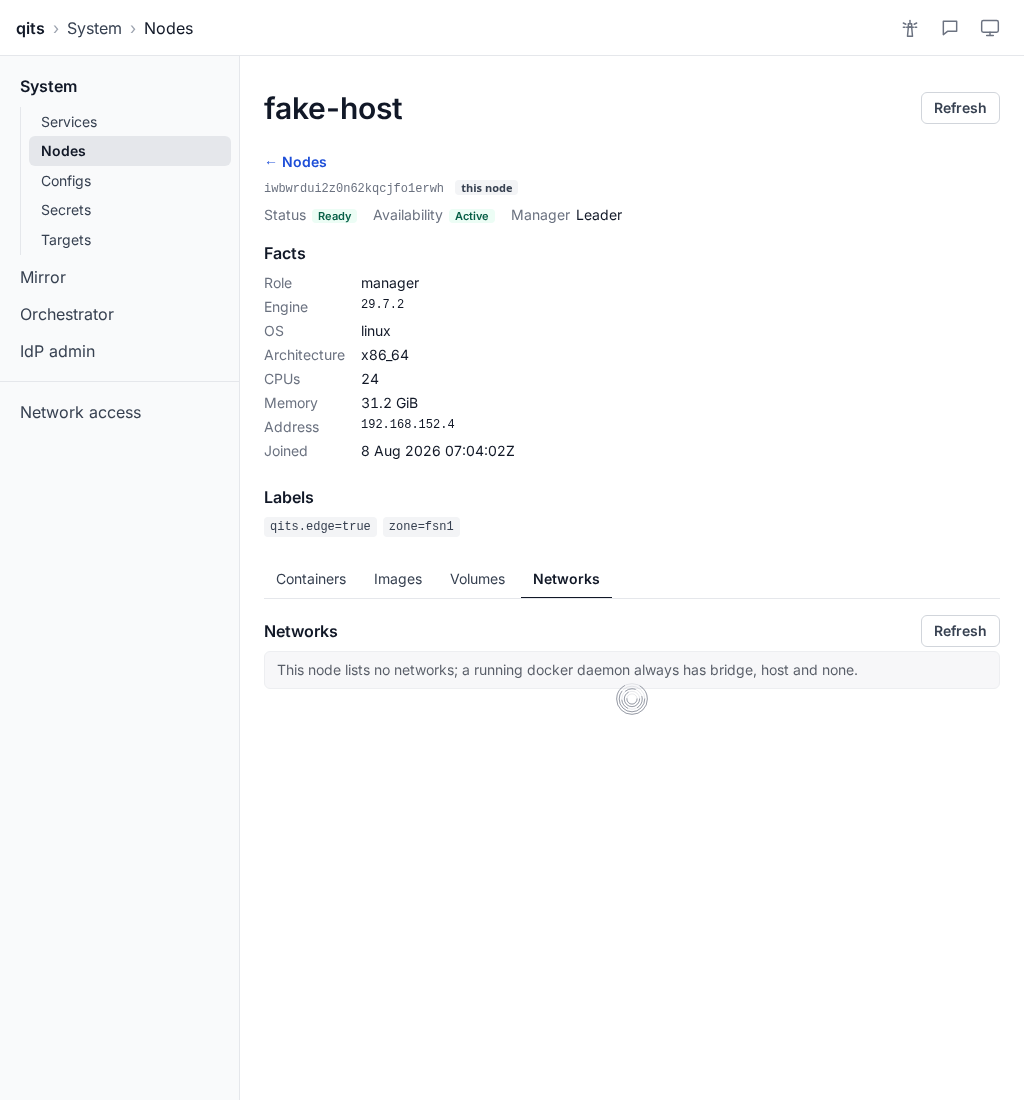 qits › System › Nodes
System
Services
Nodes
Configs
Secrets
Targets
Mirror
Orchestrator
IdP admin
Network access
fake-host
Refresh
← Nodes
iwbwrdui2z0n62kqcjfo1erwh this node
Status Ready Availability Active Manager Leader
Facts
Role manager
Engine 29.7.2
OS linux
Architecture x86_64
CPUs 24
Memory 31.2 GiB
Address 192.168.152.4
Joined 8 Aug 2026 07:04:02Z
Labels
qits.edge=true zone=fsn1
Containers Images Volumes Networks
Networks
Refresh
This node lists no networks; a running docker daemon always has bridge, host and none.